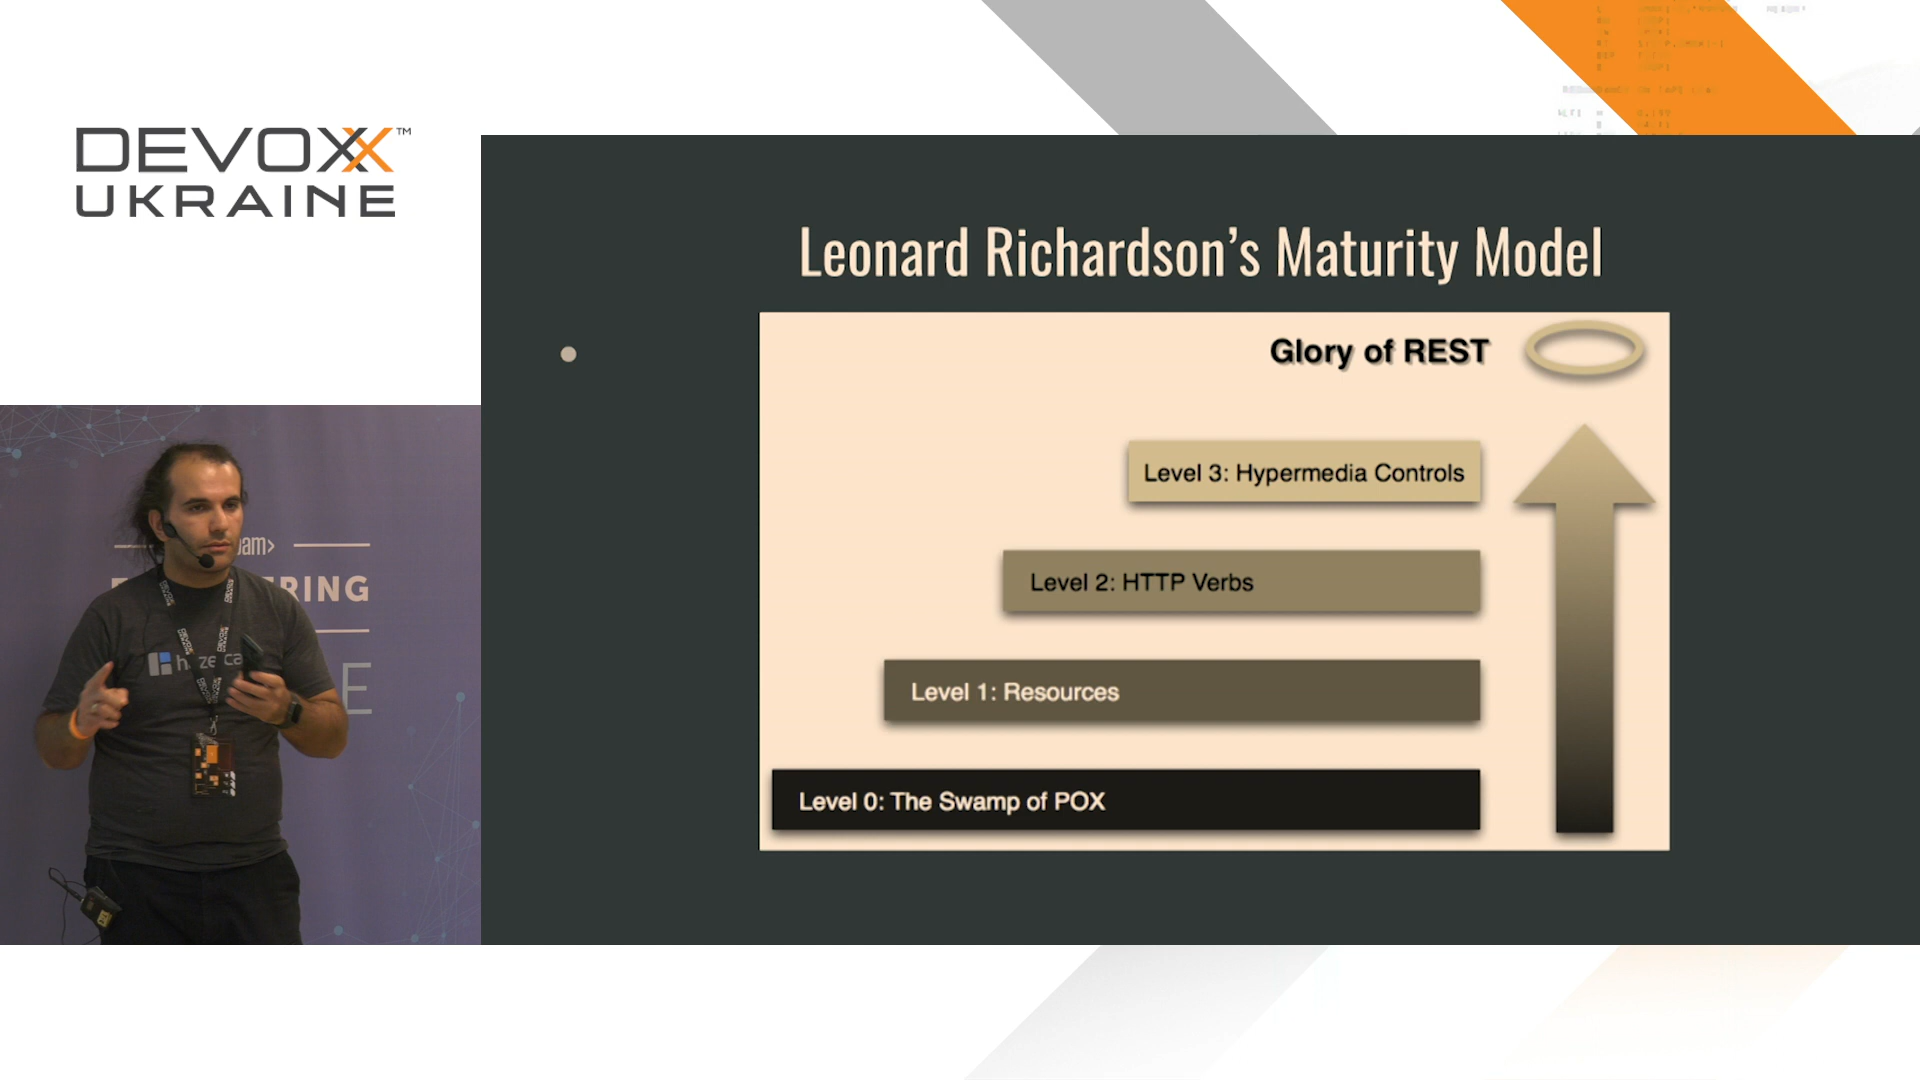 DEVOXX™
UKRAINE
Leonard Richardson’s Maturity Model
Glory of REST
Level 3: Hypermedia Controls
Level 2: HTTP Verbs
Level 1: Resources
Level 0: The Swamp of POX